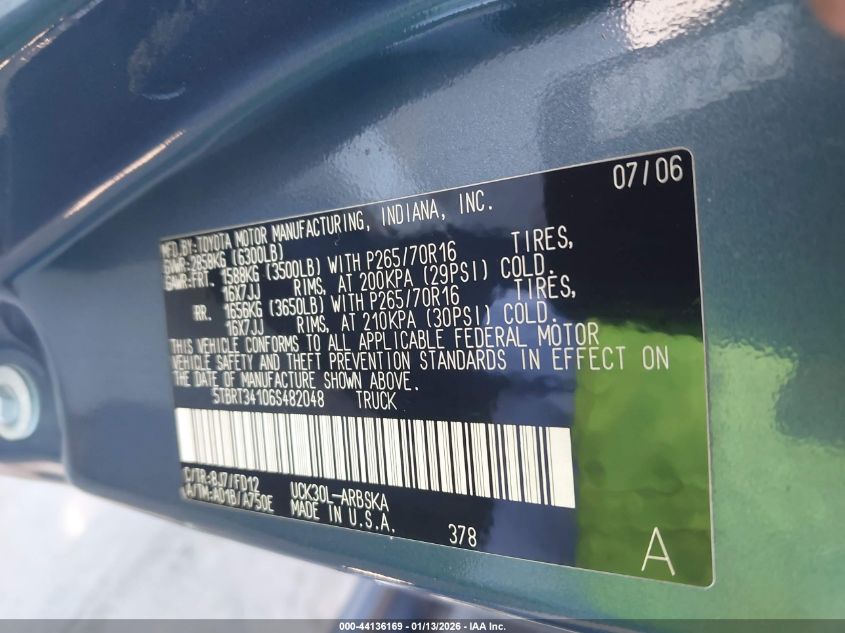 07/06
MFD.BY:TOYOTA MOTOR MANUFACTURING, INDIANA, INC.
GVWR:2858KG (6300LB)
GAWR:FRT. 1588KG (3500LB) WITH P265/70R16 TIRES,
16X7JJ RIMS, AT 200KPA (29PSI) COLD.
RR. 1656KG (3650LB) WITH P265/70R16 TIRES,
16X7JJ RIMS, AT 210KPA (30PSI) COLD.
THIS VEHICLE CONFORMS TO ALL APPLICABLE FEDERAL MOTOR
VEHICLE SAFETY AND THEFT PREVENTION STANDARDS IN EFFECT ON
THE DATE OF MANUFACTURE SHOWN ABOVE.
5TBRT34106S482048 TRUCK
C/TR:8J7/FD12
A/TM:A01B/A750E
UCK30L-ARBSKA
MADE IN U.S.A.
378
A
000-44136169 - 01/13/2026 - IAA Inc.